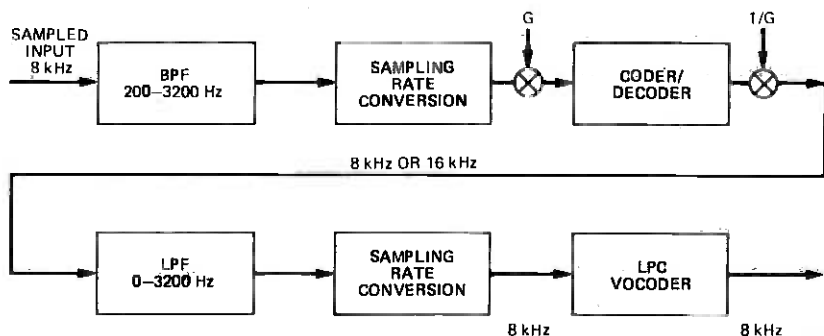 SAMPLED
INPUT
8 kHz
BPF
200–3200 Hz
SAMPLING
RATE
CONVERSION
G
CODER/
DECODER
1/G
8 kHz OR 16 kHz
LPF
0–3200 Hz
SAMPLING
RATE
CONVERSION
8 kHz
LPC
VOCODER
8 kHz